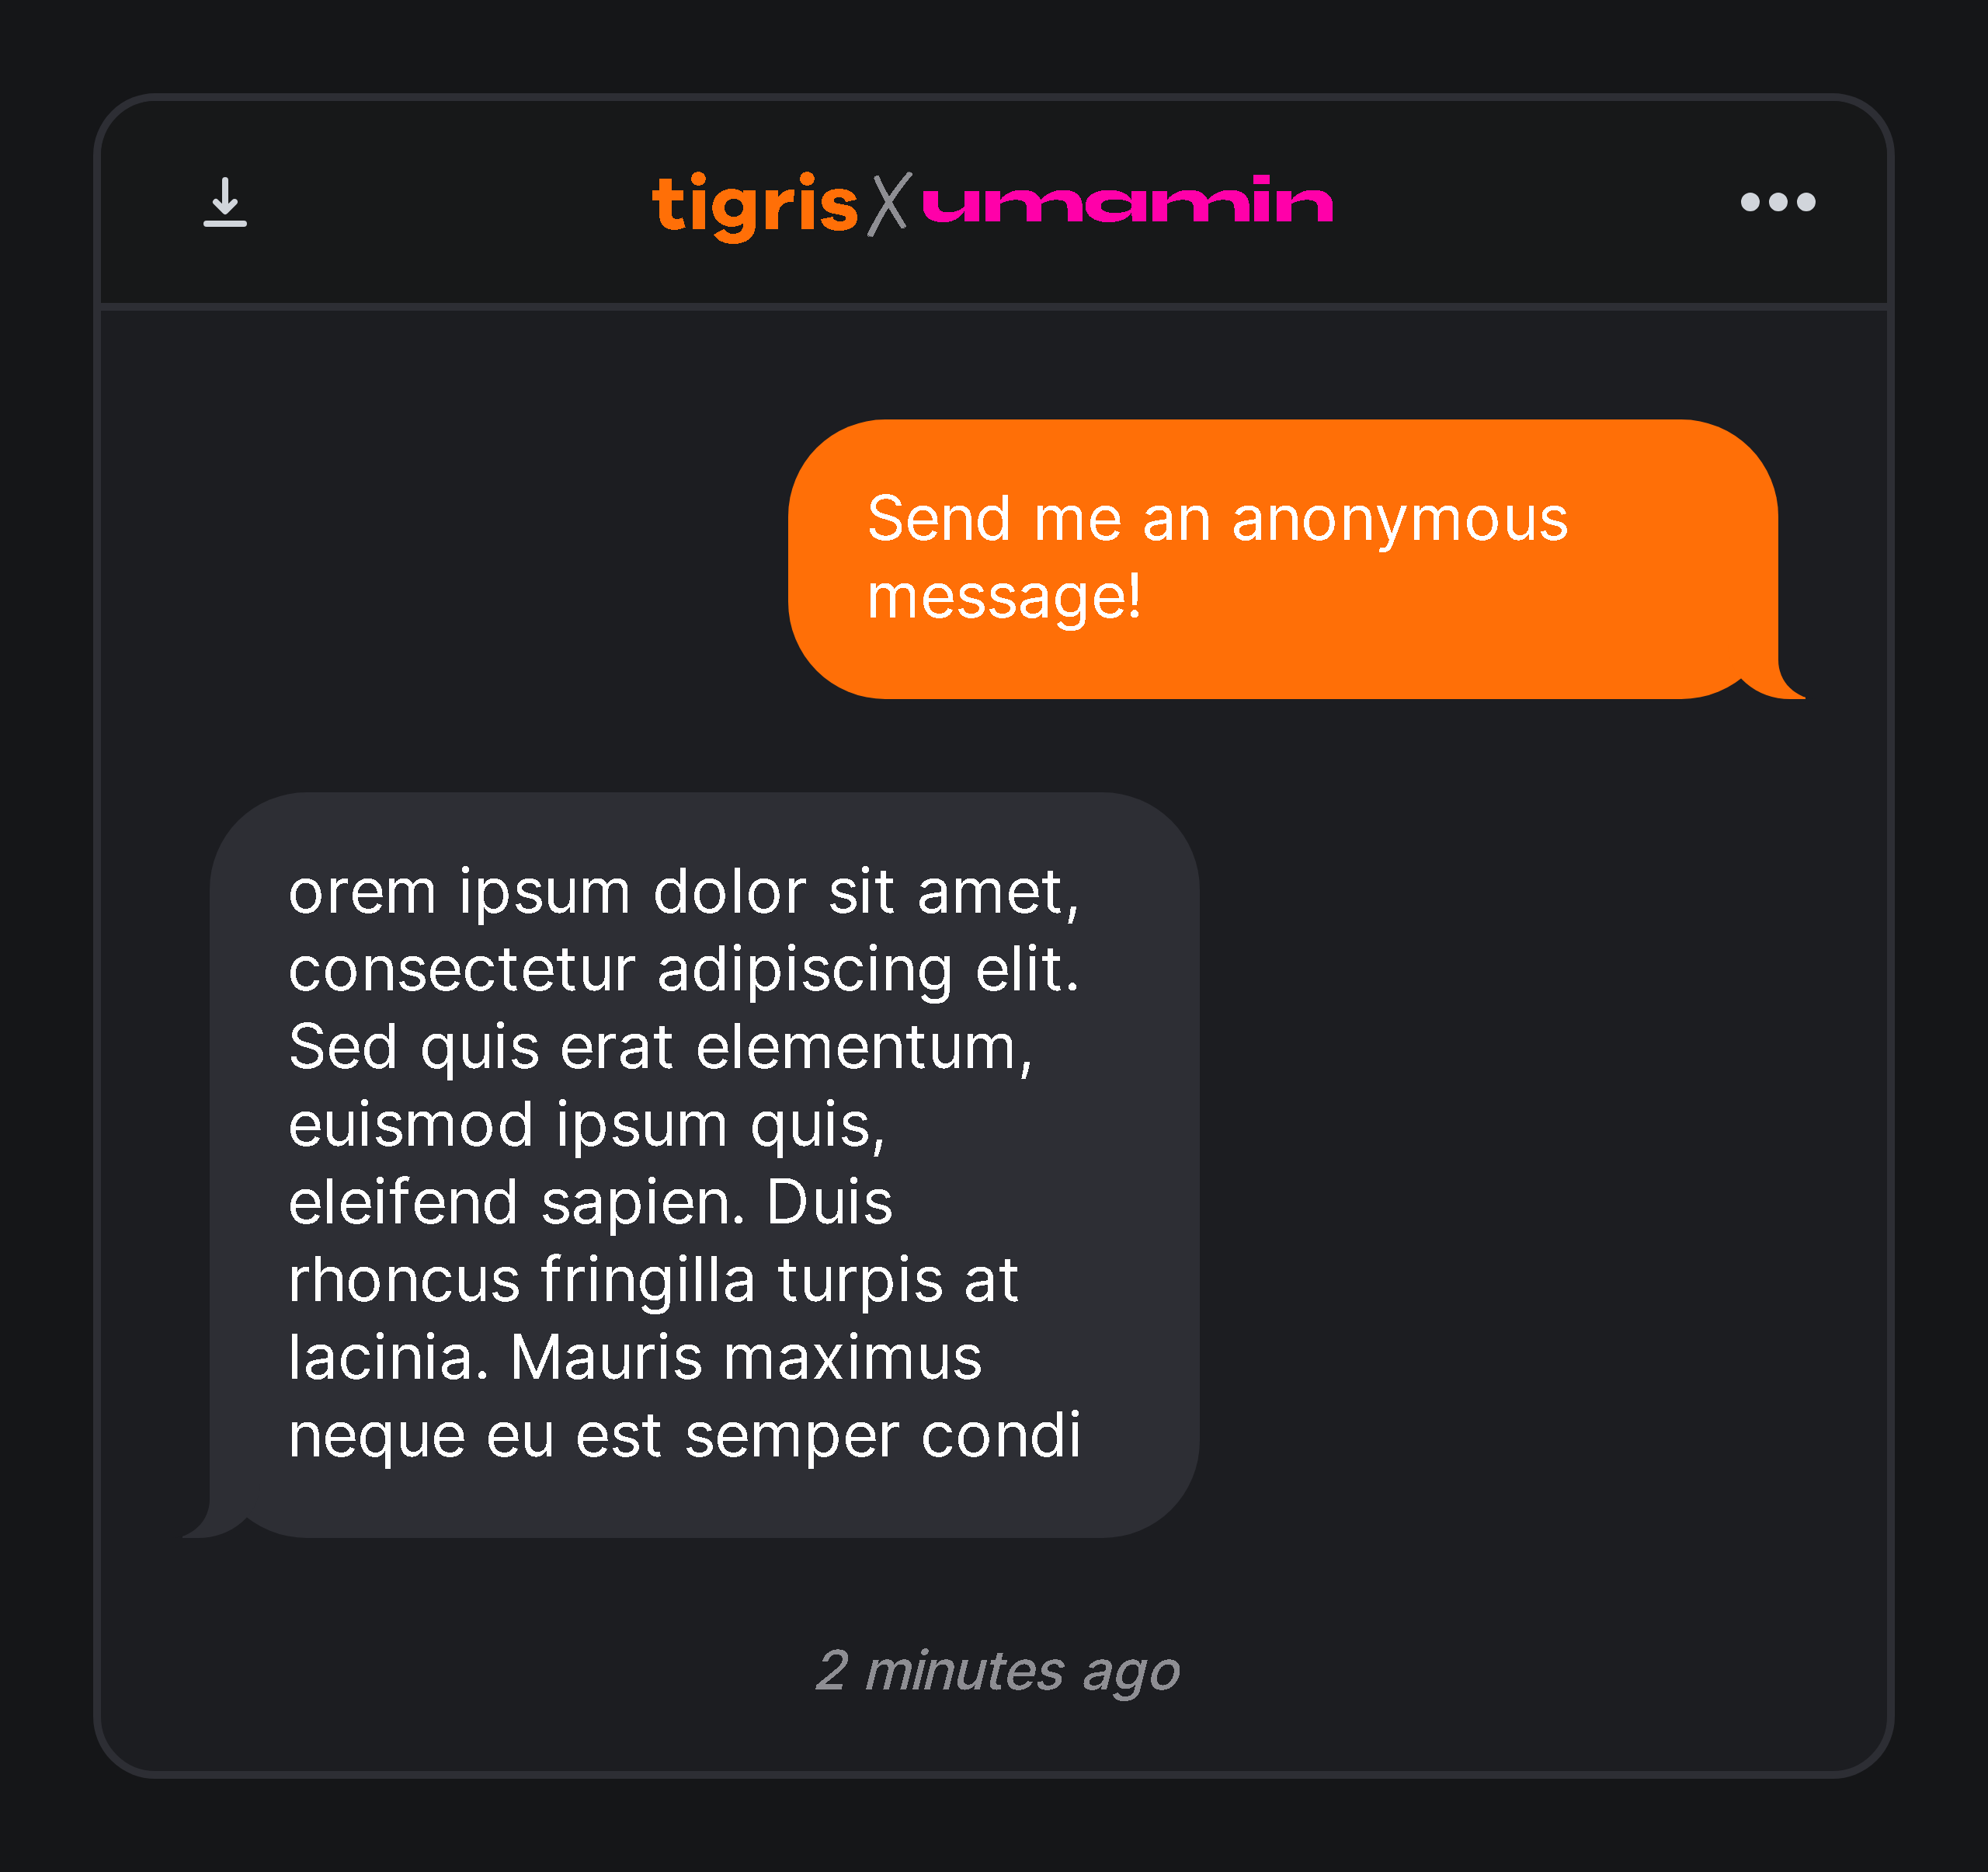 tigris X umamin
Send me an anonymous
message!
orem ipsum dolor sit amet,
consectetur adipiscing elit.
Sed quis erat elementum,
euismod ipsum quis,
eleifend sapien. Duis
rhoncus fringilla turpis at
lacinia. Mauris maximus
neque eu est semper condi
2 minutes ago